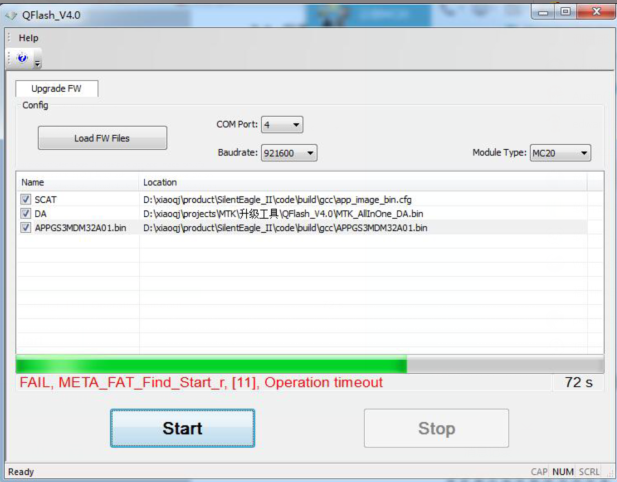 QFlash_V4.0
Help
Upgrade FW
Config
Load FW Files
COM Port: 4
Baudrate: 921600
Module Type: MC20
Name Location
SCAT D:\xiaoqj\product\SilentEagle_II\code\build\gcc\app_image_bin.cfg
DA D:\xiaoqj\projects\MTK\升级工具\QFlash_V4.0\MTK_AllInOne_DA.bin
APPGS3MDM32A01.bin D:\xiaoqj\product\SilentEagle_II\code\build\gcc\APPGS3MDM32A01.bin
FAIL, META_FAT_Find_Start_r, [11], Operation timeout 72 s
Start Stop
Ready CAP NUM SCRL